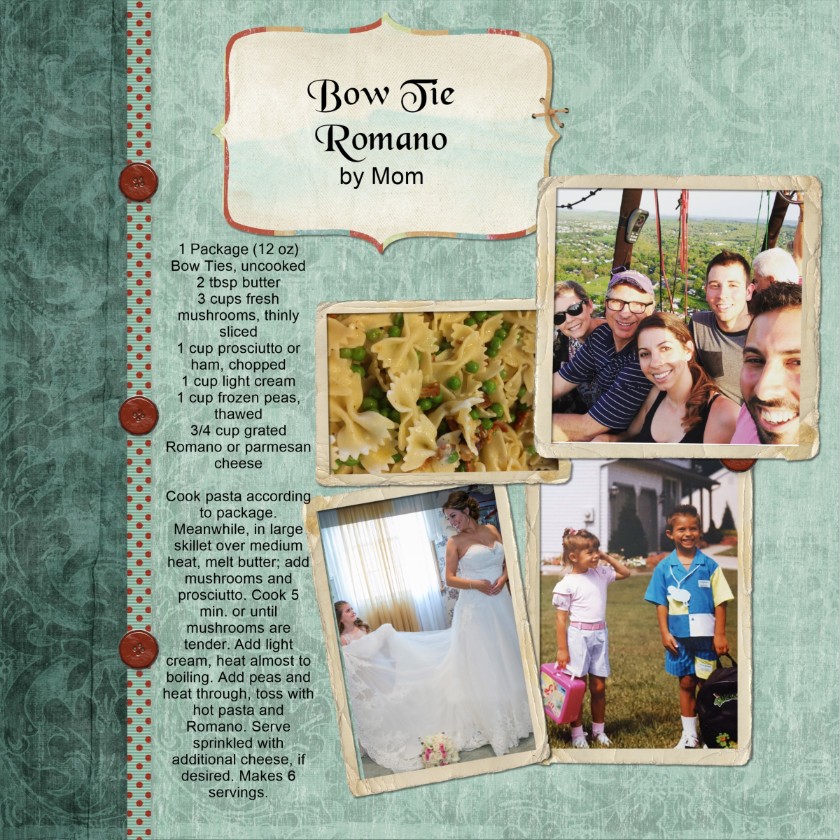 Bow Tie
Romano
by Mom
1 Package (12 oz)
Bow Ties, uncooked
2 tbsp butter
3 cups fresh
mushrooms, thinly
sliced
1 cup prosciutto or
ham, chopped
1 cup light cream
1 cup frozen peas,
thawed
3/4 cup grated
Romano or parmesan
cheese
Cook pasta according
to package.
Meanwhile, in large
skillet over medium
heat, melt butter; add
mushrooms and
prosciutto. Cook 5
min. or until
mushrooms are
tender. Add light
cream, heat almost to
boiling. Add peas and
heat through, toss with
hot pasta and
Romano. Serve
sprinkled with
additional cheese, if
desired. Makes 6
servings.